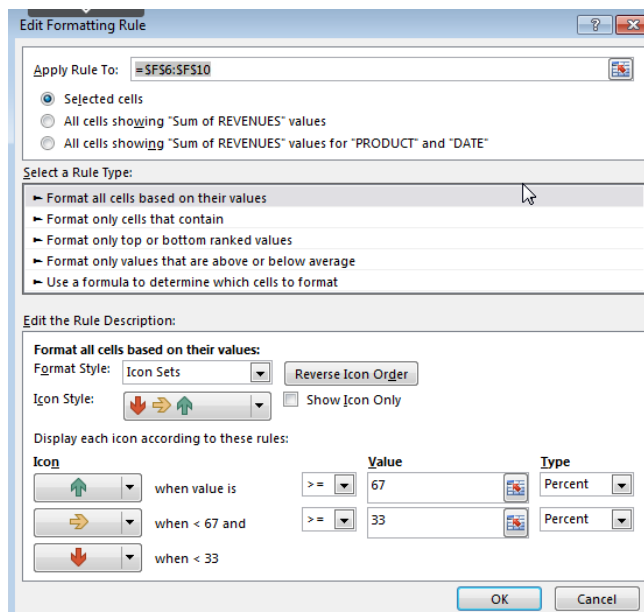 Edit Formatting Rule
Apply Rule To: =$F$6:$F$10
Selected cells
All cells showing "Sum of REVENUES" values
All cells showing "Sum of REVENUES" values for "PRODUCT" and "DATE"
Select a Rule Type:
► Format all cells based on their values
► Format only cells that contain
► Format only top or bottom ranked values
► Format only values that are above or below average
► Use a formula to determine which cells to format
Edit the Rule Description:
Format all cells based on their values:
Format Style: Icon Sets Reverse Icon Order
Icon Style: Show Icon Only
Display each icon according to these rules:
Icon Value Type
when value is >= 67 Percent
when < 67 and >= 33 Percent
when < 33
OK Cancel